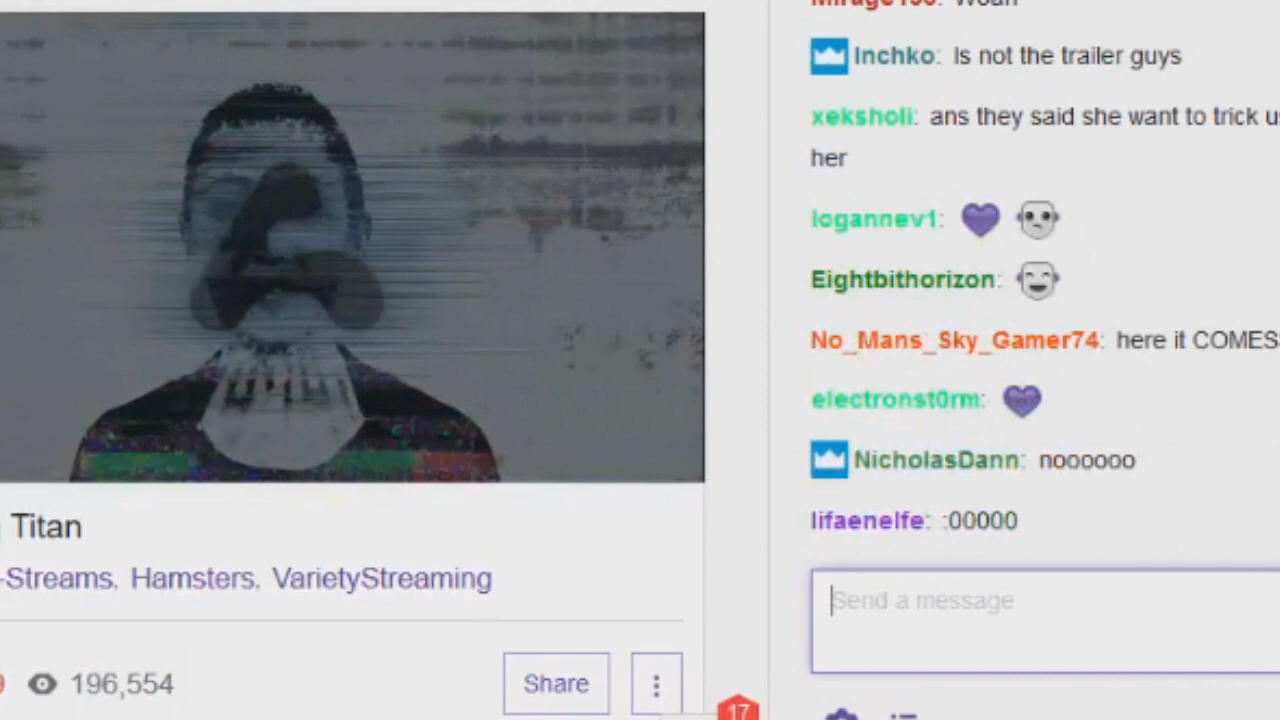 Woah
Inchko: Is not the trailer guys
xeksholi: ans they said she want to trick
her
logannev1:
Eightbithorizon:
No_Mans_Sky_Gamer74: here it COMES
electronst0rm:
NicholasDann: noooooo
lifaenelfe: :00000
Send a message
Titan
-Streams, Hamsters, VarietyStreaming
196,554
Share
17